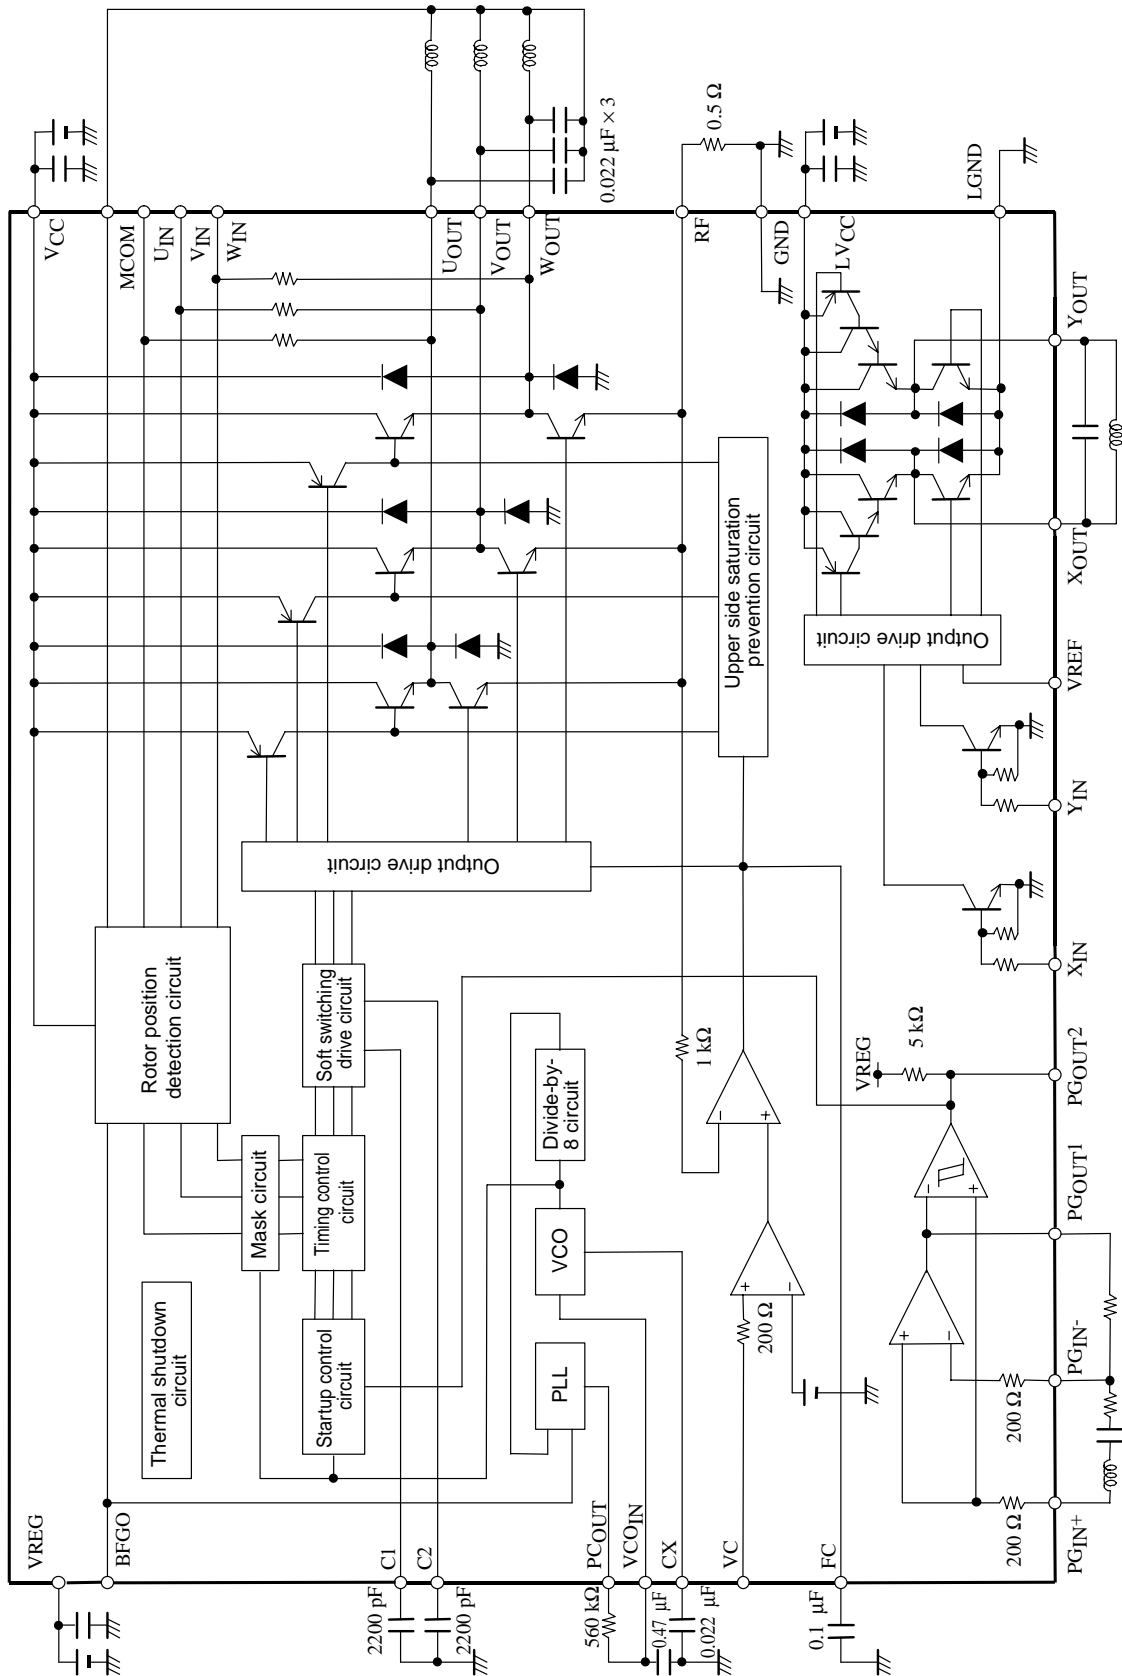 VCC
MCOM
UIN
VIN
WIN
UOUT
VOUT
WOUT
0.022 µF × 3
RF
0.5 Ω
GND
LVCC
LGND
Rotor position
detection circuit
Output drive circuit
Upper side saturation
prevention circuit
Output drive circuit
YOUT
XOUT
VREF
YIN
XIN
Thermal shutdown
circuit
Mask circuit
Startup control
circuit
Timing control
circuit
Soft switching
drive circuit
PLL
VCO
Divide-by-
8 circuit
1 kΩ
−
+
200 Ω
+
−
VREG
5 kΩ
−
+
+
−
200 Ω
200 Ω
PGOUT2
PGOUT1
PGIN-
PGIN+
VREG
BFGO
C1
2200 pF
C2
2200 pF
PCOUT
560 kΩ
VCOIN
0.47 µF
CX
0.022 µF
VC
FC
0.1 µF